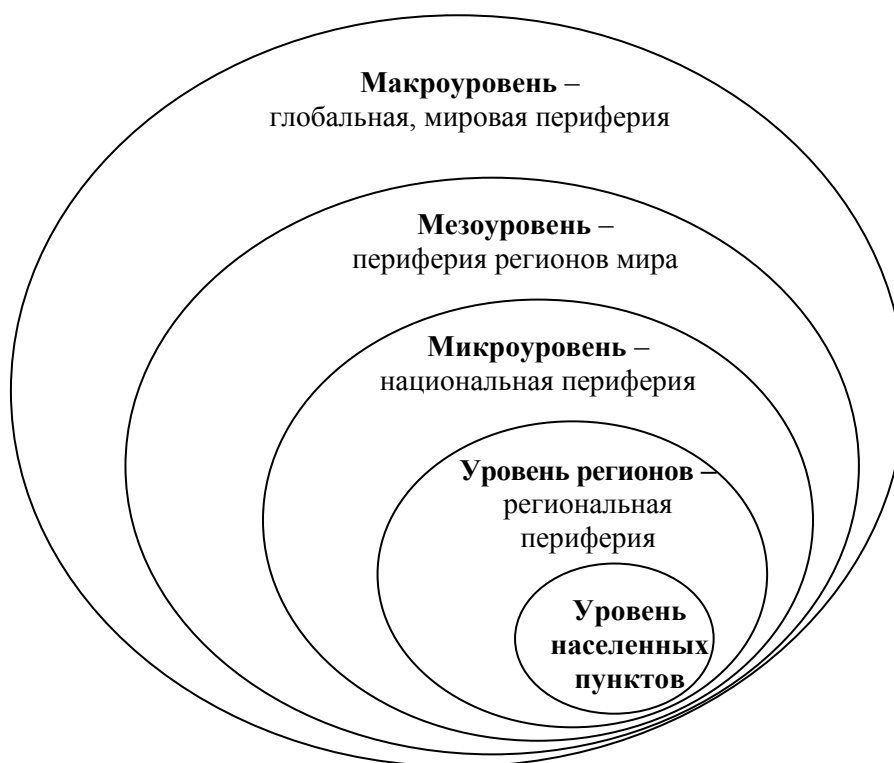 Макроуровень –
глобальная, мировая периферия
Мезоуровень –
периферия регионов мира
Микроуровень –
национальная периферия
Уровень регионов –
региональная
периферия
Уровень
населенных
пунктов